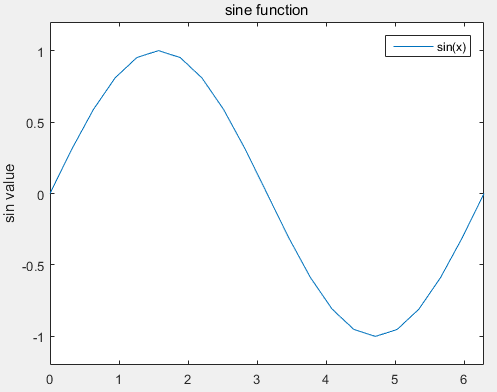 sine function
sin(x)
1
0.5
0
-0.5
-1
sin value
0 1 2 3 4 5 6